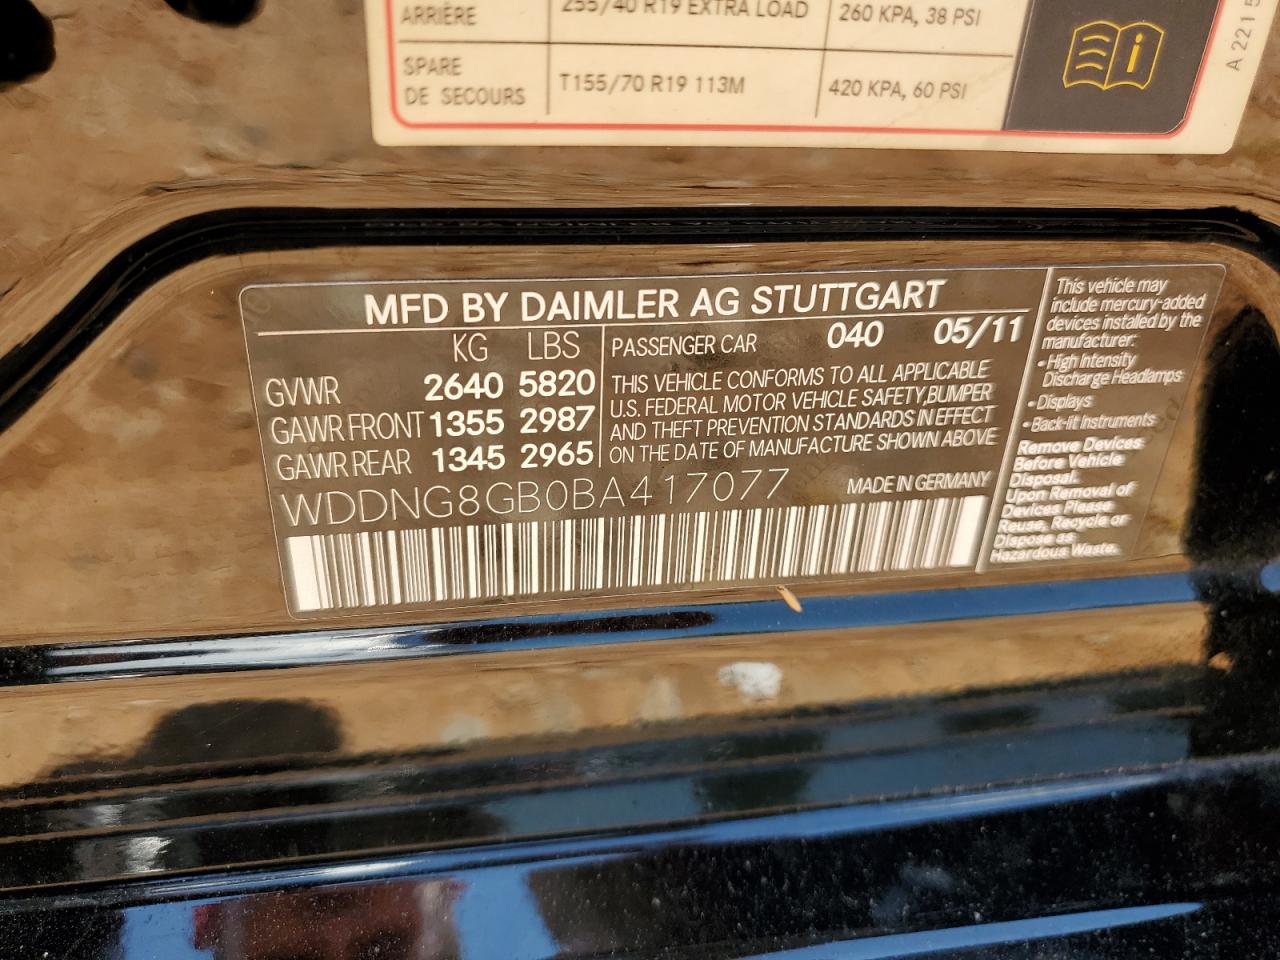 ARRIÈRE 255/40 R19 EXTRA LOAD 260 KPA, 38 PSI
SPARE
DE SECOURS T155/70 R19 113M 420 KPA, 60 PSI
A 221 5
MFD BY DAIMLER AG STUTTGART
KG LBS
GVWR 2640 5820
GAWR FRONT 1355 2987
GAWR REAR 1345 2965
PASSENGER CAR 040 05/11
THIS VEHICLE CONFORMS TO ALL APPLICABLE
U.S. FEDERAL MOTOR VEHICLE SAFETY,BUMPER
AND THEFT PREVENTION STANDARDS IN EFFECT
ON THE DATE OF MANUFACTURE SHOWN ABOVE
WDDNG8GB0BA417077 MADE IN GERMANY
This vehicle may
include mercury-added
devices installed by the
manufacturer:
• High Intensity
Discharge Headlamps
• Displays
• Back-lit Instruments
Remove Devices
Before Vehicle
Disposal.
Upon Removal of
Devices Please
Reuse, Recycle or
Dispose as
Hazardous Waste.